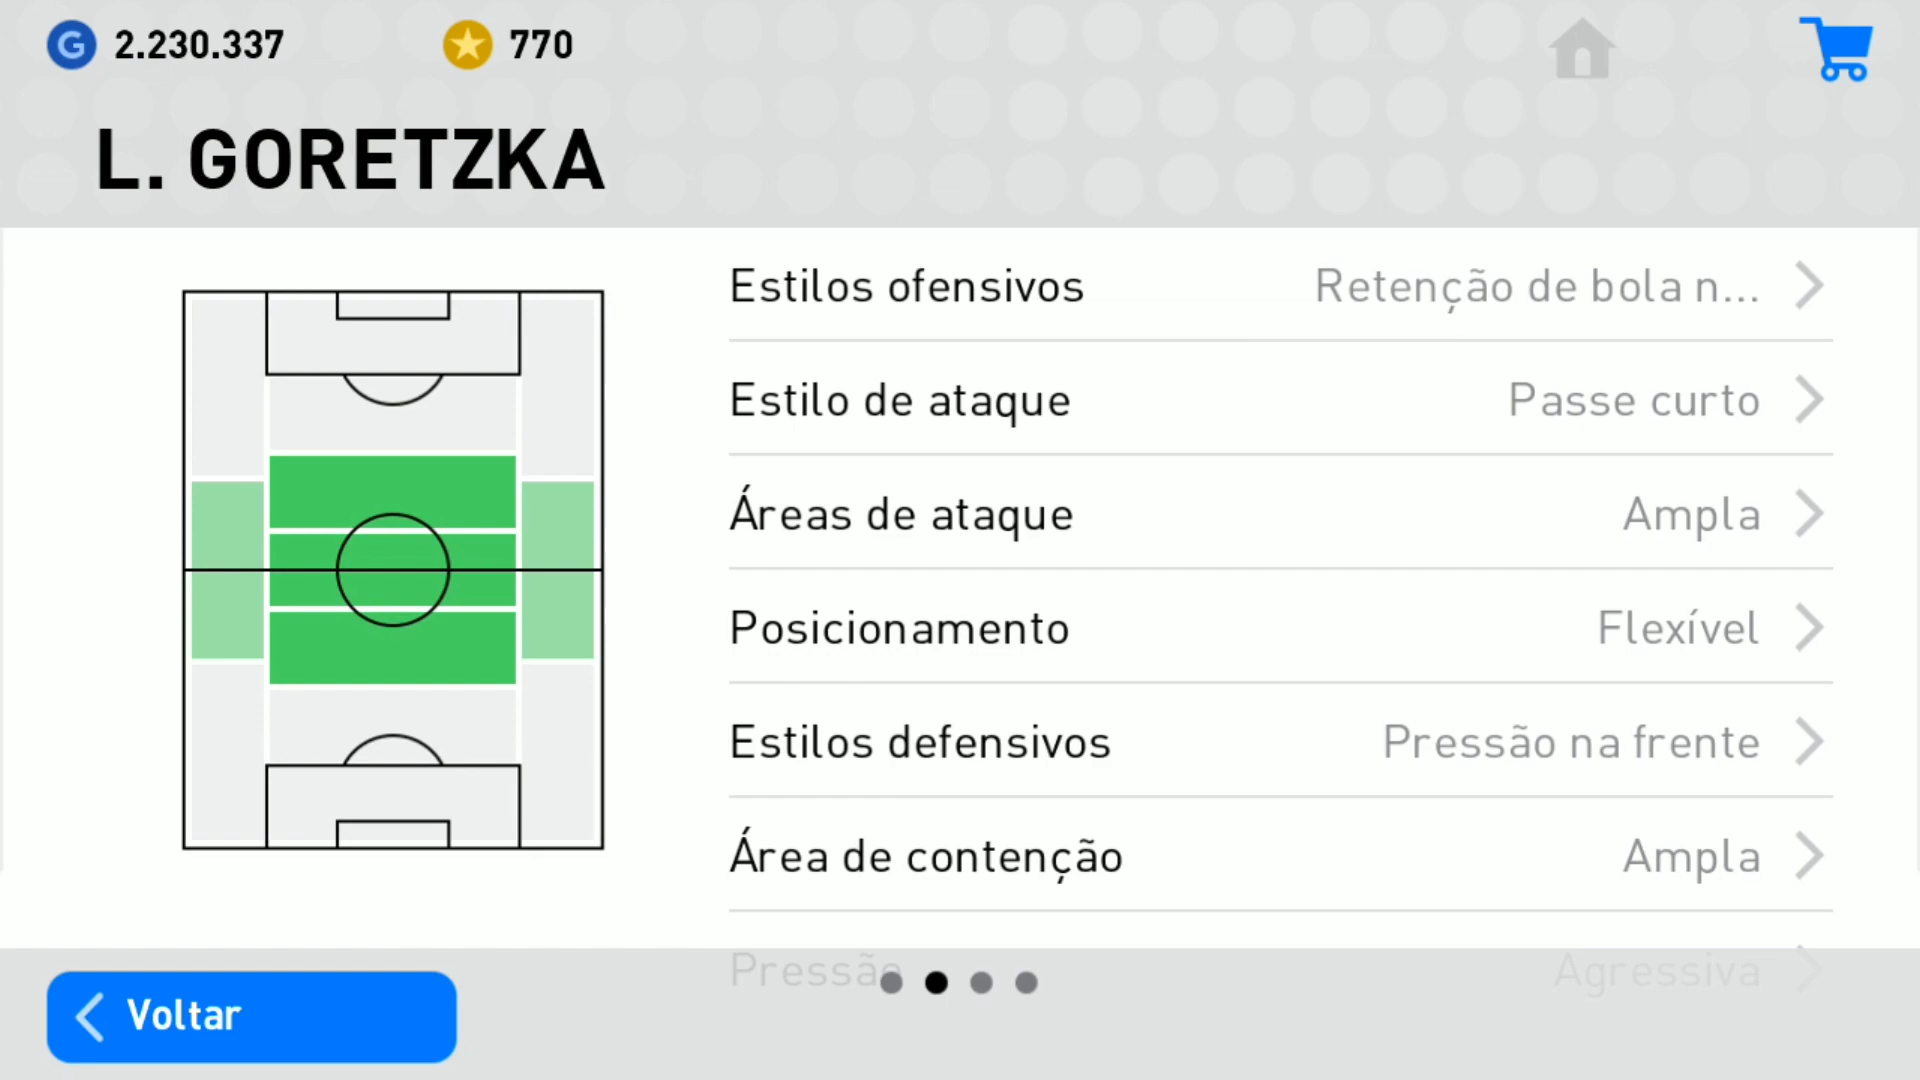 G 2.230.337 770
L. GORETZKA
Estilos ofensivos Retenção de bola n...
Estilo de ataque Passe curto
Áreas de ataque Ampla
Posicionamento Flexível
Estilos defensivos Pressão na frente
Área de contenção Ampla
Pressão Agressiva
Voltar